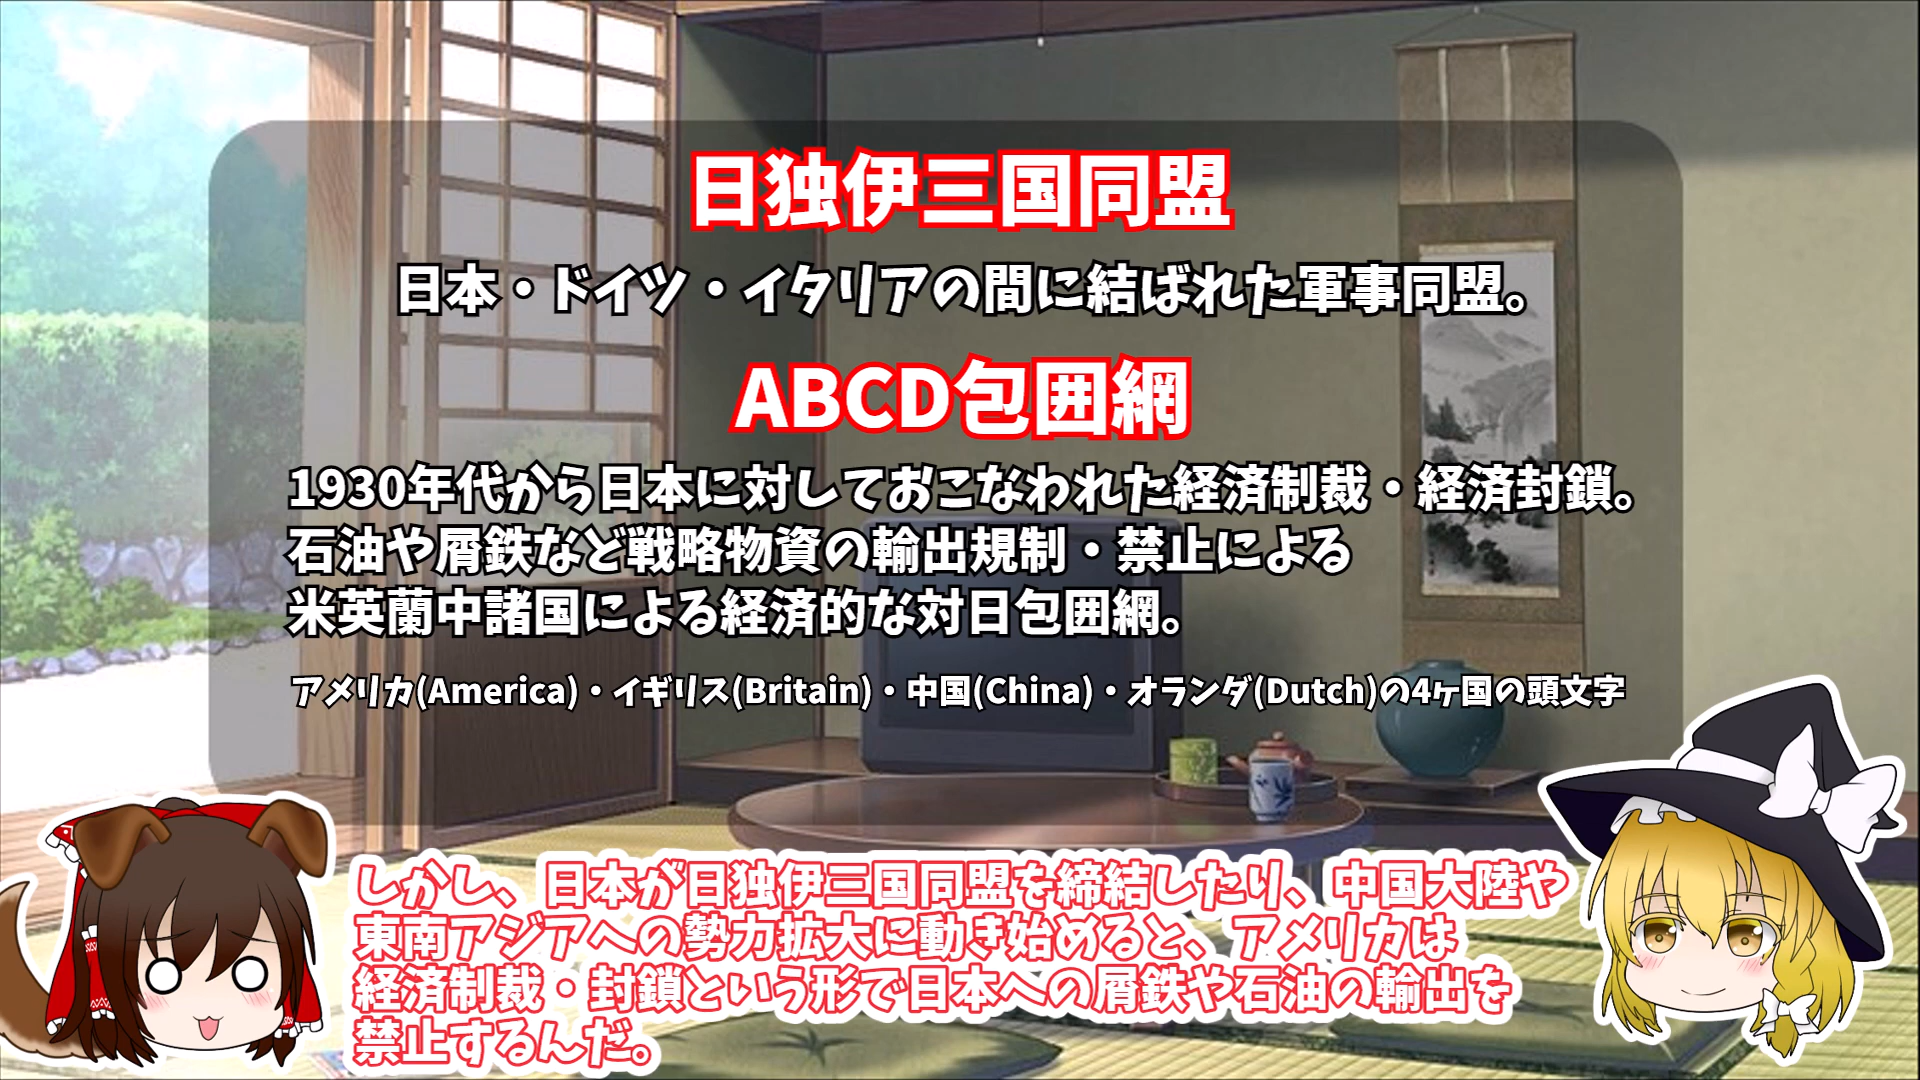 日独伊三国同盟
日本・ドイツ・イタリアの間に結ばれた軍事同盟。
ABCD包囲網
1930年代から日本に対しておこなわれた経済制裁・経済封鎖。
石油や屑鉄など戦略物資の輸出規制・禁止による
米英蘭中諸国による経済的な対日包囲網。
アメリカ(America)・イギリス(Britain)・中国(China)・オランダ(Dutch)の4ヶ国の頭文字
しかし、日本が日独伊三国同盟を締結したり、中国大陸や
東南アジアへの勢力拡大に動き始めると、アメリカは
経済制裁・封鎖という形で日本への屑鉄や石油の輸出を
禁止するんだ。